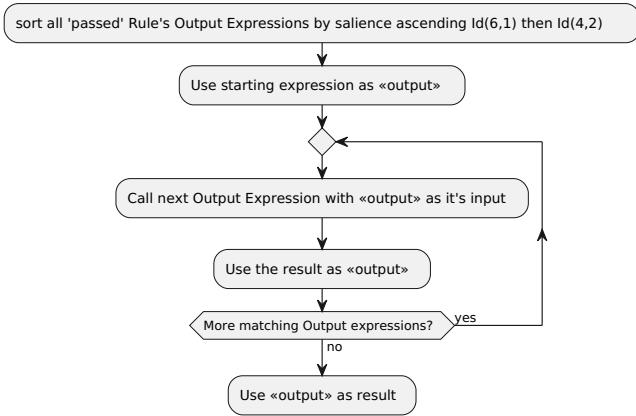 sort all 'passed' Rule's Output Expressions by salience ascending Id(6,1) then Id(4,2)
Use starting expression as «output»
Call next Output Expression with «output» as it's input
Use the result as «output»
More matching Output expressions?
yes
no
Use «output» as result